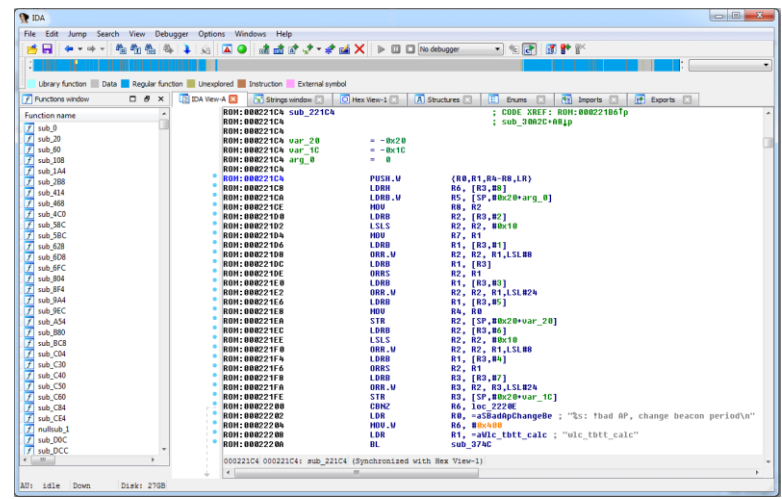 IDA
File Edit Jump Search View Debugger Options Windows Help
No debugger
Library function Data Regular function Unexplored Instruction External symbol
Functions window
IDA View-A Strings window Hex View-1 Structures Enums Imports Exports
Function name
sub_0
sub_20
sub_60
sub_108
sub_1A4
sub_2B8
sub_414
sub_468
sub_4C0
sub_58C
sub_5BC
sub_628
sub_6D8
sub_6FC
sub_804
sub_8F4
sub_9A4
sub_9EC
sub_A54
sub_B80
sub_BC8
sub_C04
sub_C30
sub_C40
sub_C50
sub_C60
sub_C84
sub_CE4
nullsub_1
sub_D0C
sub_DCC
ROM:000221C4 sub_221C4 ; CODE XREF: ROM:000221B6↑p
ROM:000221C4 ; sub_30A2C+A8↓p
ROM:000221C4
ROM:000221C4 var_20 = -0x20
ROM:000221C4 var_1C = -0x1C
ROM:000221C4 arg_0 = 0
ROM:000221C4
ROM:000221C4 PUSH.W {R0,R1,R4-R8,LR}
ROM:000221C8 LDRH R6, [R3,#8]
ROM:000221CA LDRB.W R5, [SP,#0x20+arg_0]
ROM:000221CE MOV R8, R2
ROM:000221D0 LDRB R2, [R3,#2]
ROM:000221D2 LSLS R2, R2, #0x10
ROM:000221D4 MOV R7, R1
ROM:000221D6 LDRB R1, [R3,#1]
ROM:000221D8 ORR.W R2, R2, R1,LSL#8
ROM:000221DC LDRB R1, [R3]
ROM:000221DE ORRS R2, R1
ROM:000221E0 LDRB R1, [R3,#3]
ROM:000221E2 ORR.W R2, R2, R1,LSL#24
ROM:000221E6 LDRB R1, [R3,#5]
ROM:000221E8 MOV R4, R0
ROM:000221EA STR R2, [SP,#0x20+var_20]
ROM:000221EC LDRB R2, [R3,#6]
ROM:000221EE LSLS R2, R2, #0x10
ROM:000221F0 ORR.W R2, R2, R1,LSL#8
ROM:000221F4 LDRB R1, [R3,#4]
ROM:000221F6 ORRS R2, R1
ROM:000221F8 LDRB R3, [R3,#7]
ROM:000221FA ORR.W R3, R2, R3,LSL#24
ROM:000221FE STR R3, [SP,#0x20+var_1C]
ROM:00022200 CBNZ R6, loc_2220E
ROM:00022202 LDR R0, =aSBadApChangeBe ; "%s: !bad AP, change beacon period\n"
ROM:00022204 MOV.W R6, #0x400
ROM:00022208 LDR R1, =aWlc_tbtt_calc ; "wlc_tbtt_calc"
ROM:0002220A BL sub_374C
000221C4 000221C4: sub_221C4 (Synchronized with Hex View-1)
AU: idle Down Disk: 27GB